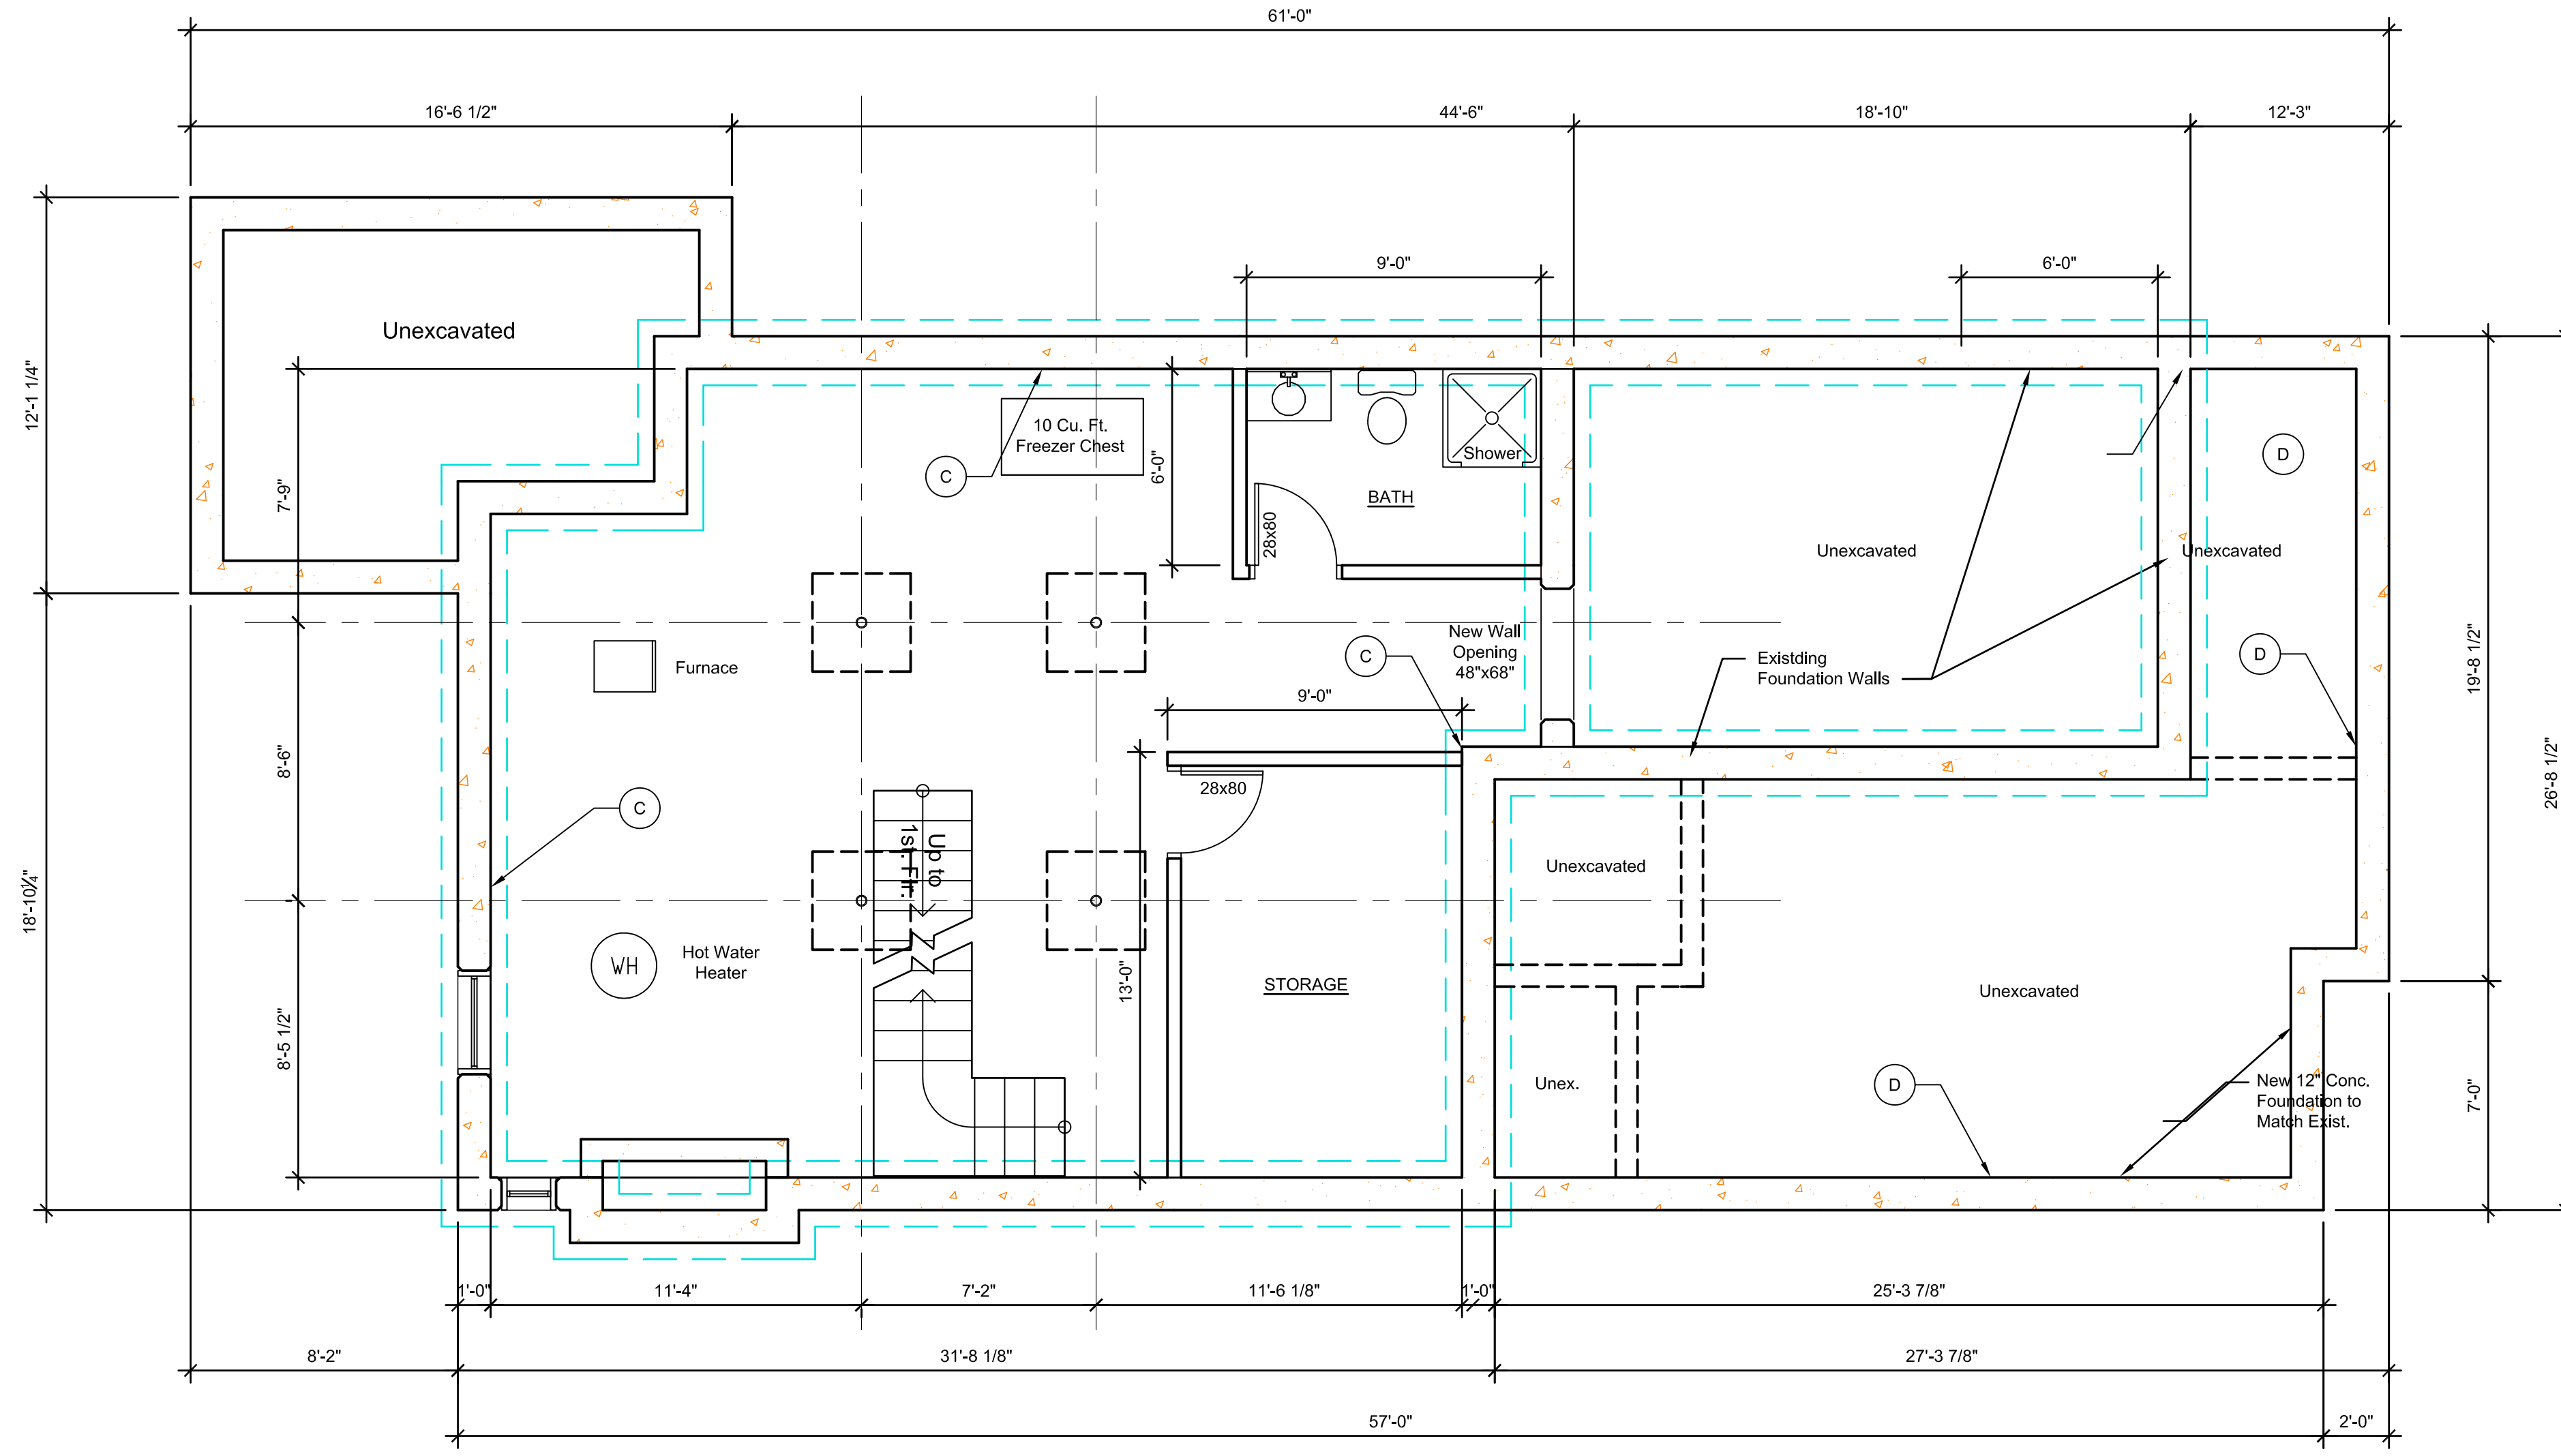 61'-0"
16'-6 1/2"
44'-6"
18'-10"
12'-3"
9'-0"
6'-0"
Unexcavated
12'-1 1/4"
7'-9"
10 Cu. Ft.
Freezer Chest
C
6'-0"
Shower
BATH
28x80
D
Unexcavated
Unexcavated
Furnace
C
New Wall
Opening
48"x68"
Existding
Foundation Walls
D
19'-8 1/2"
26'-8 1/2"
9'-0"
8'-6"
28x80
C
Up to
1st. Flr.
Unexcavated
18'-10¼"
WH
Hot Water
Heater
13'-0"
STORAGE
Unexcavated
8'-5 1/2"
Unex.
D
New 12" Conc.
Foundation to
Match Exist.
7'-0"
1'-0"
11'-4"
7'-2"
11'-6 1/8"
1'-0"
25'-3 7/8"
8'-2"
31'-8 1/8"
27'-3 7/8"
57'-0"
2'-0"